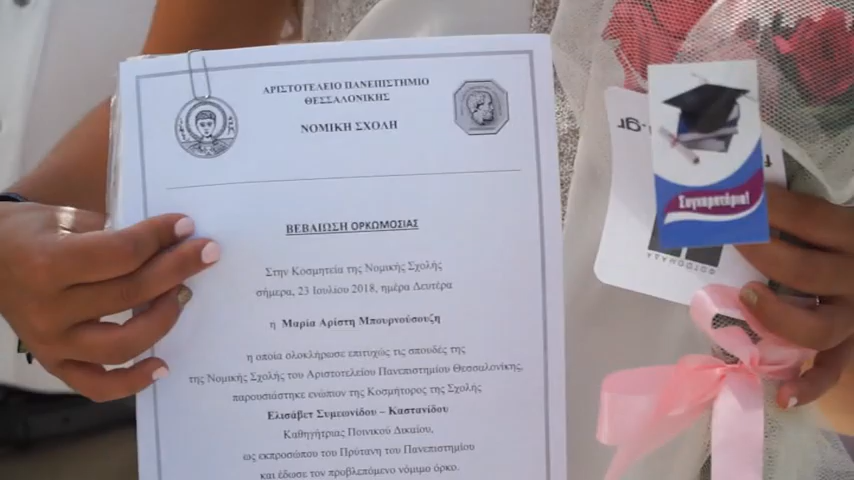 ΑΡΙΣΤΟΤΕΛΕΙΟ ΠΑΝΕΠΙΣΤΗΜΙΟ
ΘΕΣΣΑΛΟΝΙΚΗΣ
ΝΟΜΙΚΗ ΣΧΟΛΗ
ΒΕΒΑΙΩΣΗ ΟΡΚΩΜΟΣΙΑΣ
Στην Κοσμητεία της Νομικής Σχολής
σήμερα, 23 Ιουλίου 2018, ημέρα Δευτέρα
η Μαρία Αρίστη Μπουρνούσουζη,
η οποία ολοκλήρωσε επιτυχώς τις σπουδές της
της Νομικής Σχολής του Αριστοτελείου Πανεπιστημίου Θεσσαλονίκης,
παρουσιάστηκε ενώπιον της Κοσμήτορος της Σχολής
Ελισάβετ Συμεωνίδου – Καστανίδου
Καθηγήτριας Ποινικού Δικαίου,
ως εκπροσώπου του Πρύτανη του Πανεπιστημίου
και έδωσε τον προβλεπόμενο νόμιμο όρκο.
Συγχαρητήρια!